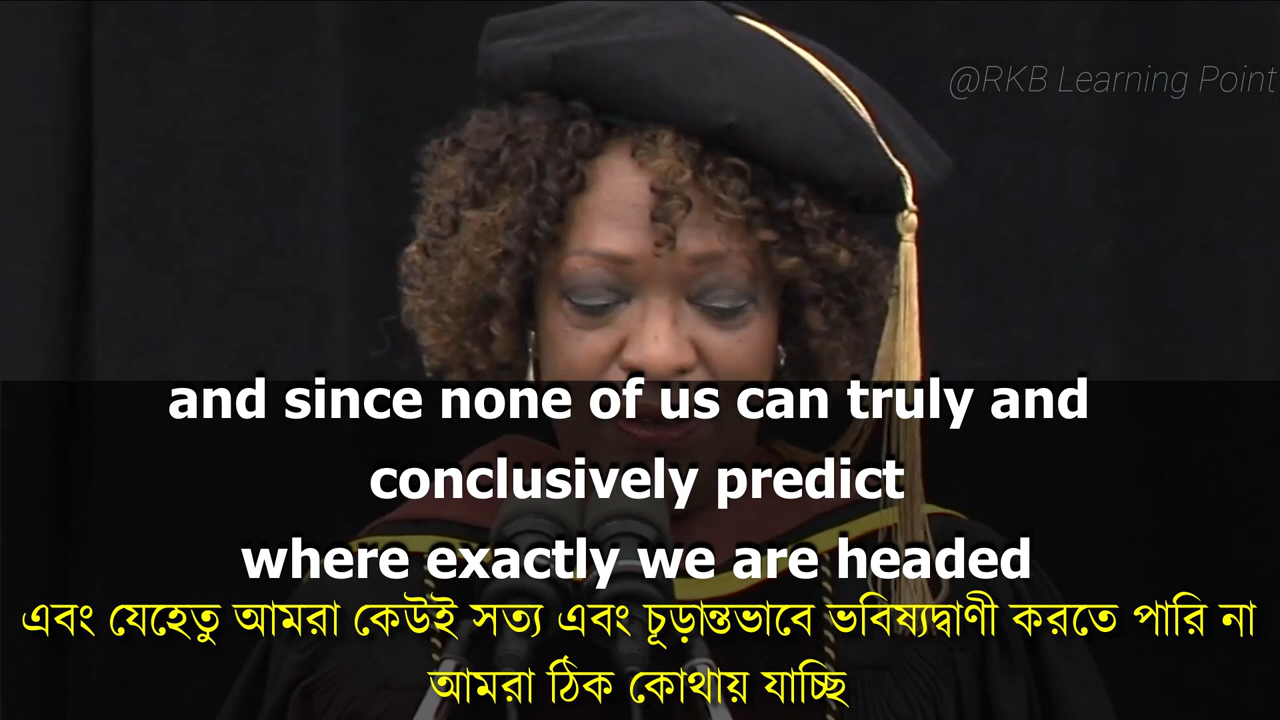 @RKB Learning Point
and since none of us can truly and
conclusively predict
where exactly we are headed
এবং যেহেতু আমরা কেউই সত্য এবং চূড়ান্তভাবে ভবিষ্যদ্বাণী করতে পারি না
আমরা ঠিক কোথায় যাচ্ছি